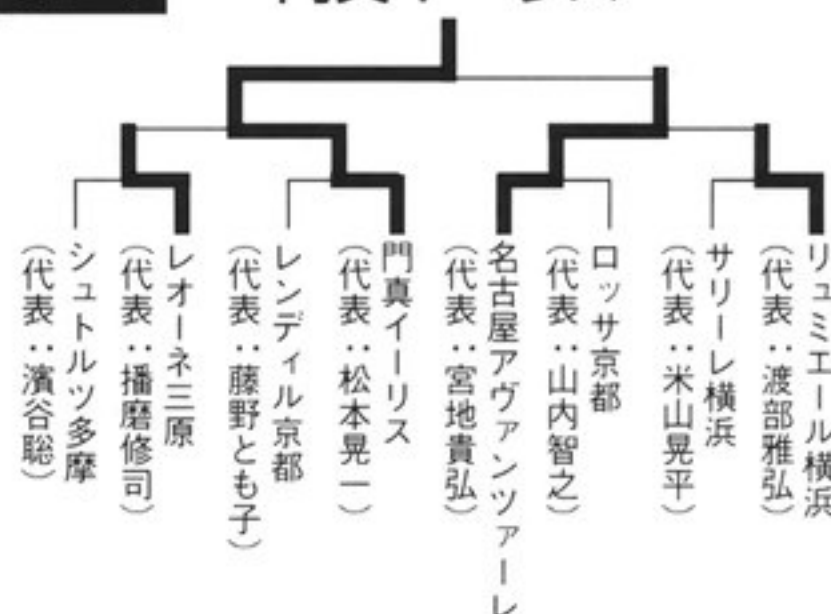 リュミエール横浜
（代表：渡部雅弘）
サリーレ横浜
（代表：米山晃平）
ロッサ京都
（代表：山内智之）
名古屋アヴァンツァーレ
（代表：宮地貴弘）
門真イーリス
（代表：松本晃一）
レンディル京都
（代表：藤野とも子）
レオーネ三原
（代表：播磨修司）
シュトルツ多摩
（代表：濱谷聡）